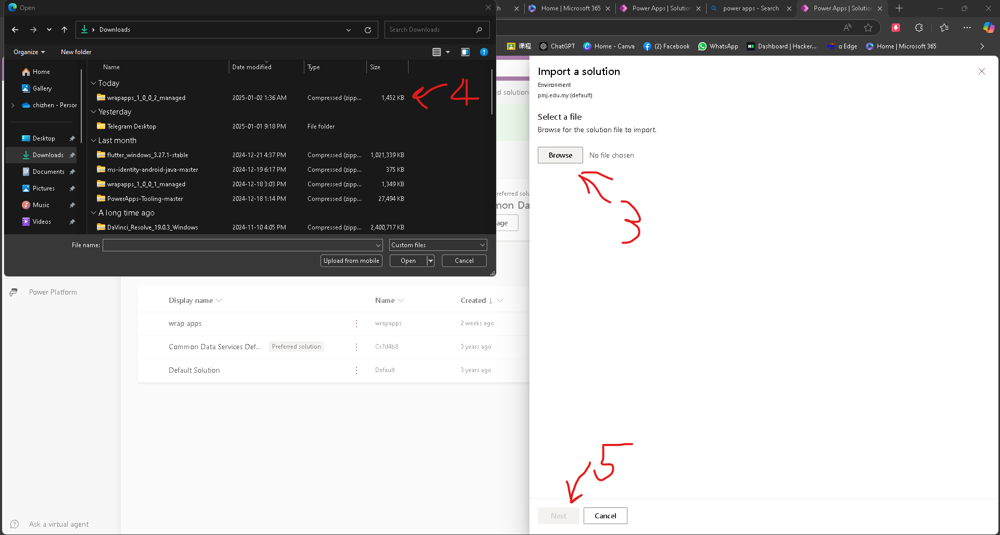 Open
ch
Home | Microsoft 365
Power Apps | Solution
power apps - Search
Power Apps | Solution
Downloads
Search Downloads
课程
ChatGPT
Home - Canva
(2) Facebook
WhatsApp
Dashboard | Hacker...
α Edge
Home | Microsoft 365
Organize
New folder
Name
Date modified
Type
Size
Home
Gallery
chizhen - Person
Desktop
Downloads
Documents
Pictures
Music
Videos
Today
wrapapps_1_0_0_2_managed 2025-01-02 1:36 AM Compressed (zipp... 1,452 KB
4
Yesterday
Telegram Desktop 2025-01-01 9:18 PM File folder
Last month
flutter_windows_3.27.1-stable 2024-12-21 4:37 PM Compressed (zipp... 1,021,339 KB
ms-identity-android-java-master 2024-12-19 6:17 PM Compressed (zipp... 375 KB
wrapapps_1_0_0_1_managed 2024-12-18 3:03 PM Compressed (zipp... 1,349 KB
PowerApps-Tooling-master 2024-12-18 1:14 PM Compressed (zipp... 27,494 KB
A long time ago
DaVinci_Resolve_19.0.3_Windows 2024-11-10 4:05 PM Compressed (zipp... 2,400,717 KB
File name:
Custom files
Upload from mobile
Open
Cancel
d solution
referred solu
mon Da
age
Import a solution
Environment
pmj.edu.my (default)
Select a file
Browse for the solution file to import.
Browse
No file chosen
3
Power Platform
Display name
Name
Created
wrap apps
wrapapps
2 weeks ago
Common Data Services Def...
Preferred solution
Cr7d4b8
3 years ago
Default Solution
Default
3 years ago
5
Next
Cancel
Ask a virtual agent